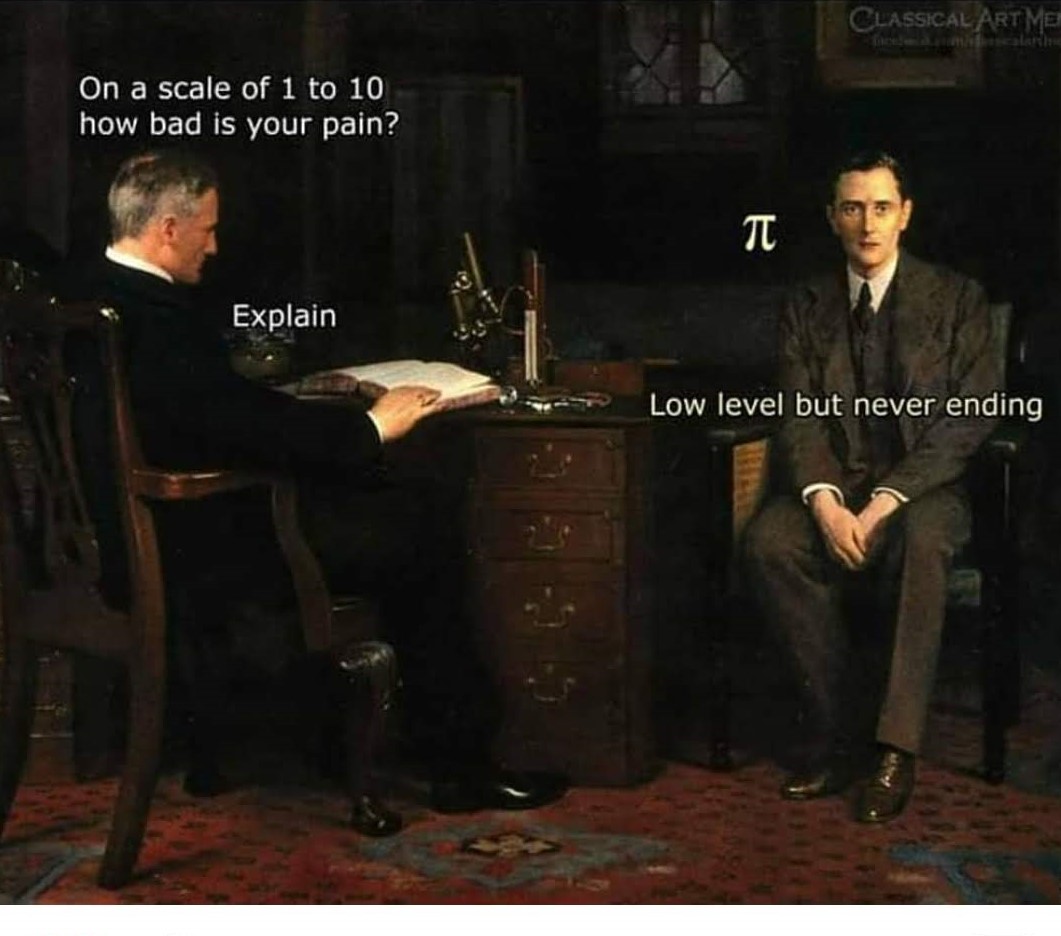 CLASSICAL ART ME
On a scale of 1 to 10
how bad is your pain?
π
Explain
Low level but never ending